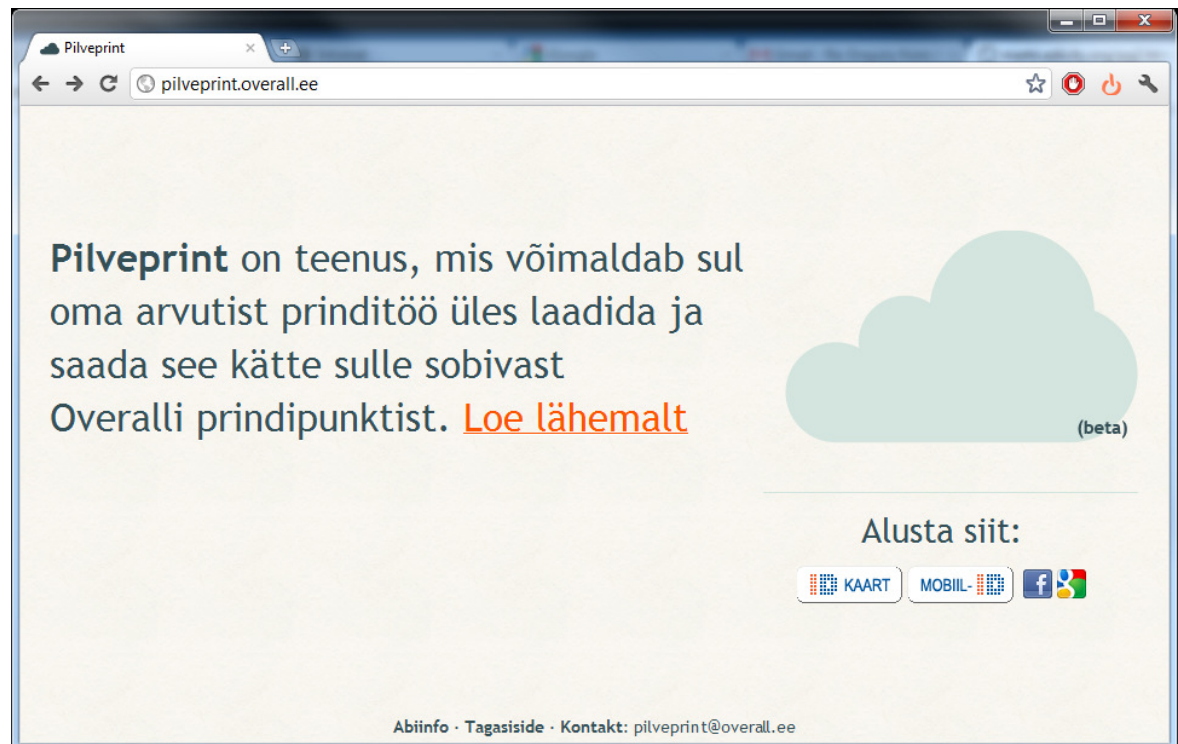 Pilveprint
pilveprint.overall.ee
Pilveprint on teenus, mis võimaldab sul
oma arvutist prinditöö üles laadida ja
saada see kätte sulle sobivast
Overalli prindipunktist. Loe lähemalt
(beta)
Alusta siit:
KAART MOBIIL-
Abiinfo · Tagasiside · Kontakt: pilveprint@overall.ee